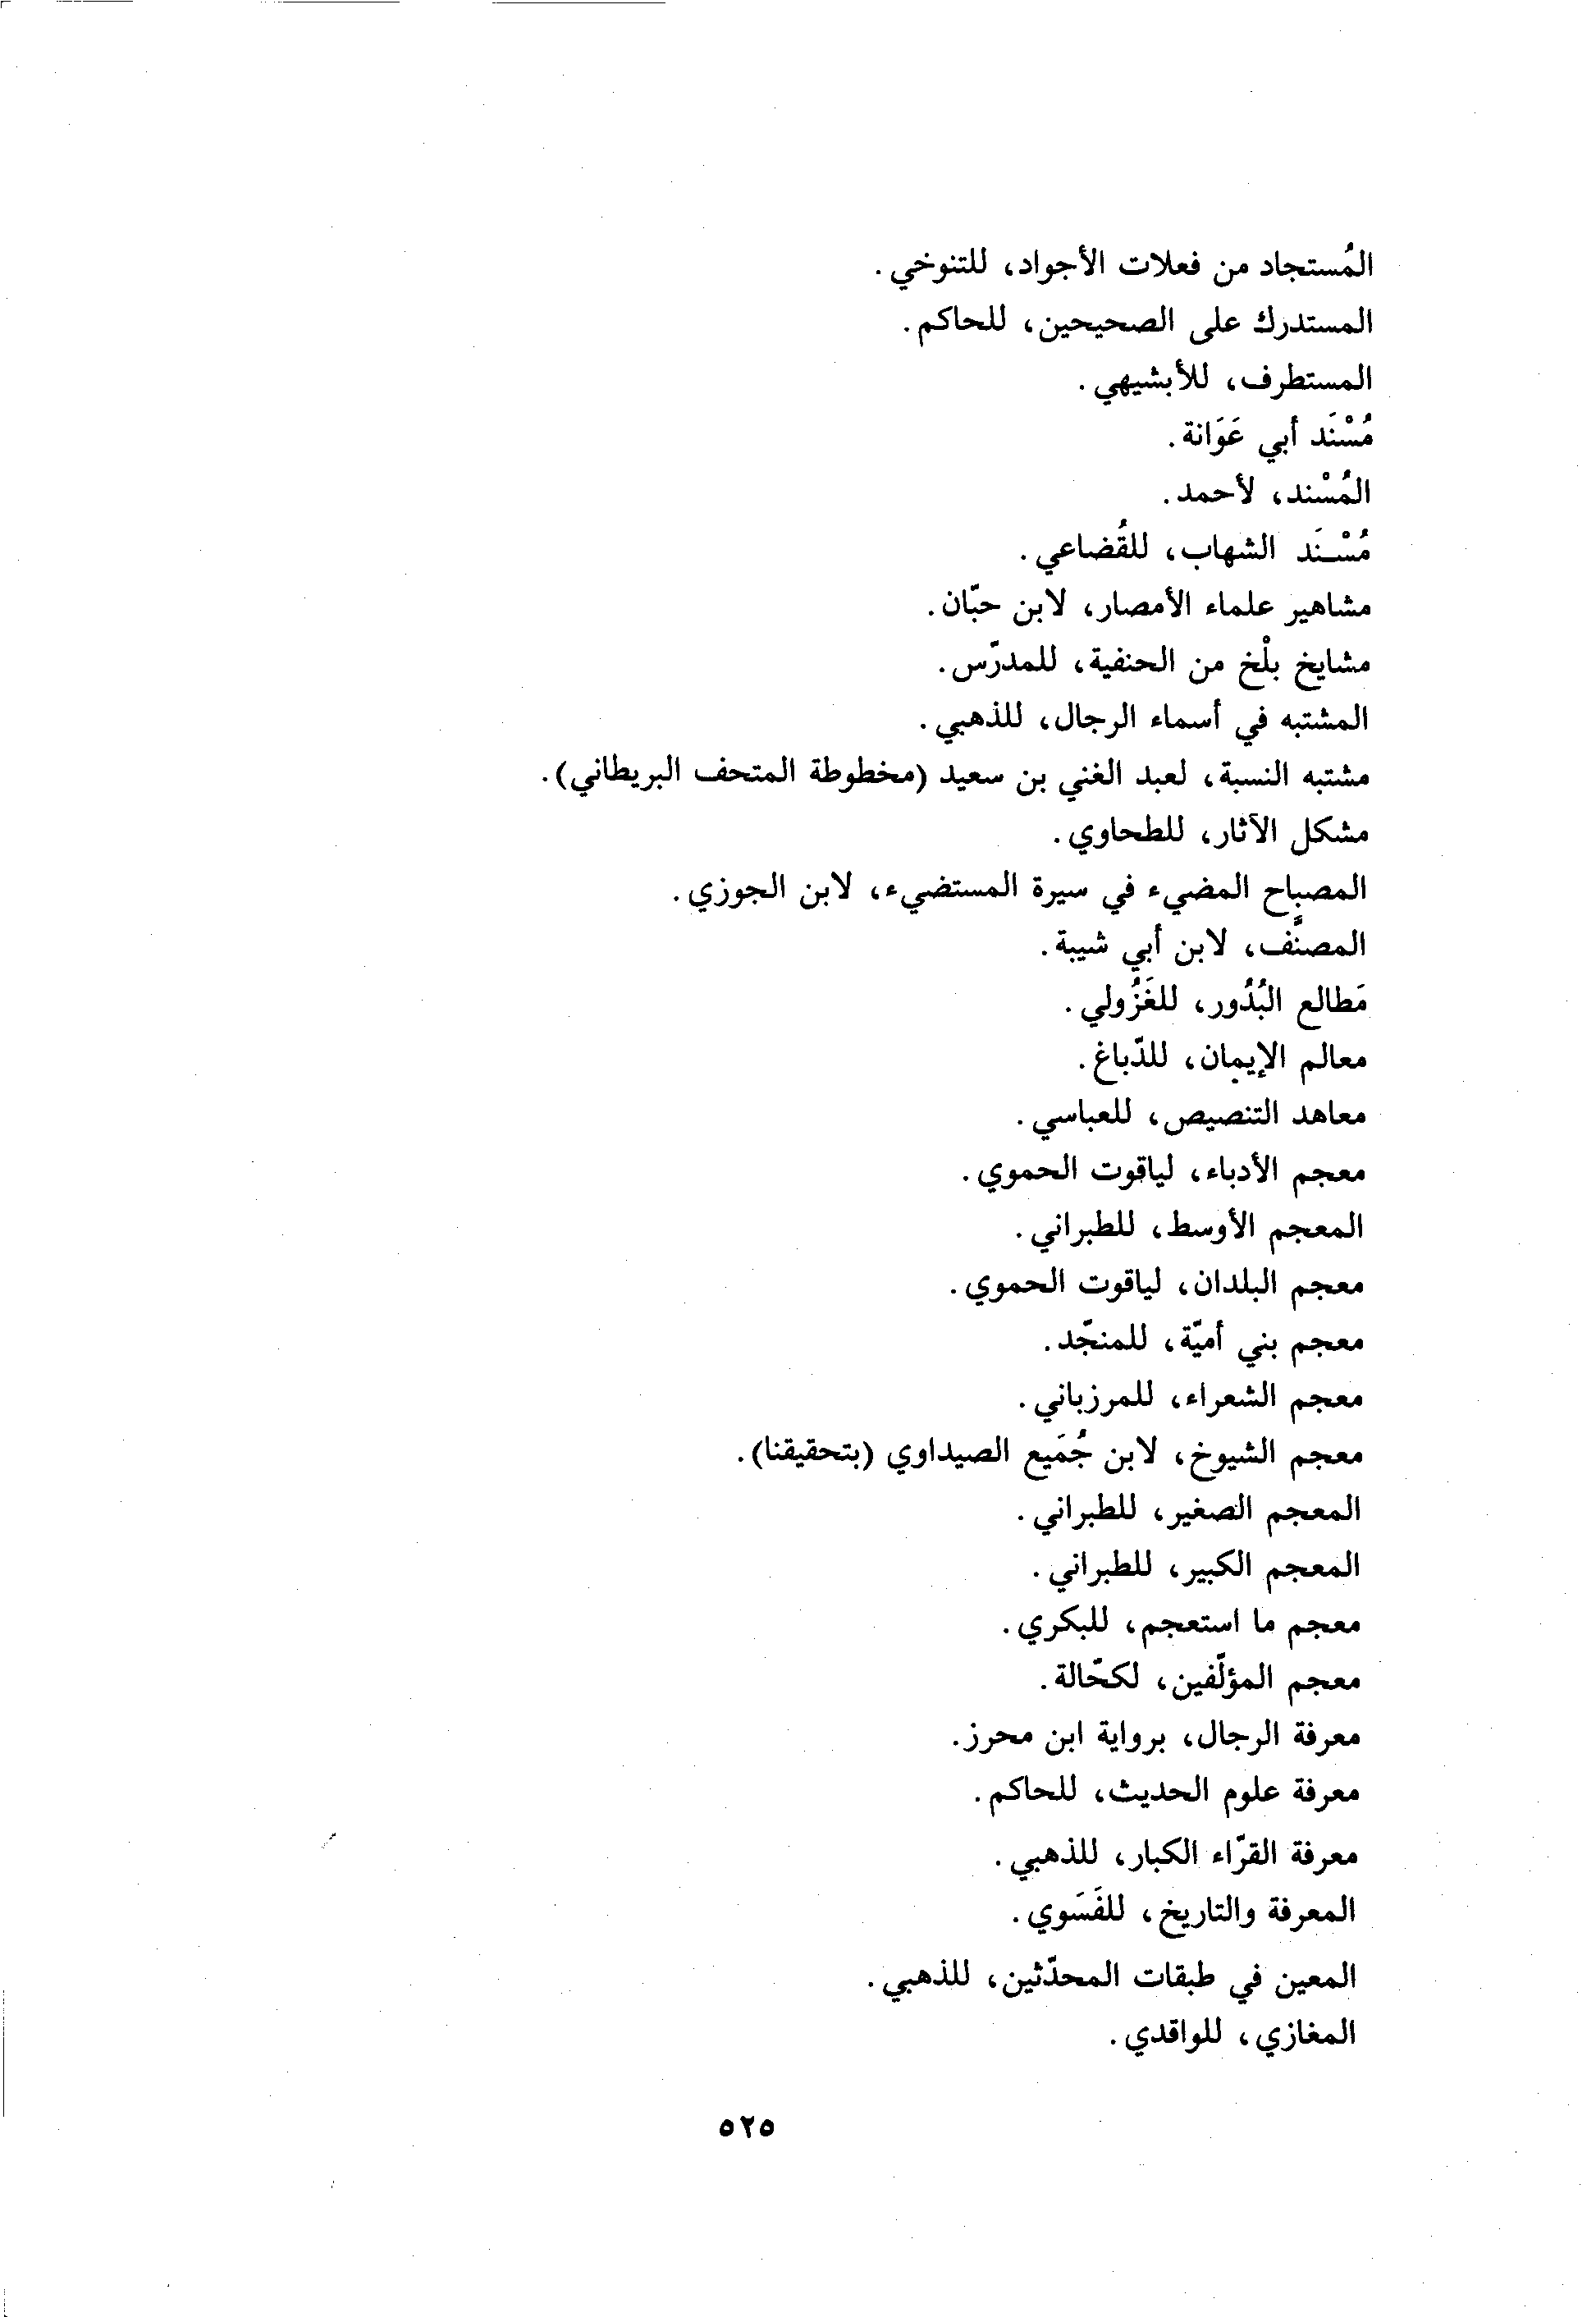 المُستجاد من فعلات الأجواد، للتنوخي.
المستدرك على الصحيحين، للحاكم.
المستطرف، للأبشيهي.
مُسْنَد أبي عَوَانة.
المُسْند، لأحمد.
مُسْنَد الشهاب، للقُضاعي.
مشاهير علماء الأمصار، لابن حبّان.
مشايخ بلْخ من الحنفية، للمدرّس.
المشتبه في أسماء الرجال، للذهبي.
مشتبه النسبة، لعبد الغني بن سعيد (مخطوطة المتحف البريطاني).
مشكل الآثار، للطحاوي.
المصباح المضيء في سيرة المستضيء، لابن الجوزي.
المصنَّف، لابن أبي شيبة.
مَطالع البُدُور، للغَزُولي.
معالم الإيمان، للدّباغ.
معاهد التنصيص، للعباسي.
معجم الأدباء، لياقوت الحموي.
المعجم الأوسط، للطبراني.
معجم البلدان، لياقوت الحموي.
معجم بني أميّة، للمنجّد.
معجم الشعراء، للمرزباني.
معجم الشيوخ، لابن جُمَيع الصيداوي (بتحقيقنا).
المعجم الصغير، للطبراني.
المعجم الكبير، للطبراني.
معجم ما استعجم، للبكري.
معجم المؤلّفين، لكحّالة.
معرفة الرجال، برواية ابن محرز.
معرفة علوم الحديث، للحاكم.
معرفة القرّاء الكبار، للذهبي.
المعرفة والتاريخ، للفَسَوي.
المعين في طبقات المحدّثين، للذهبي.
المغازي، للواقدي.
٥٢٥